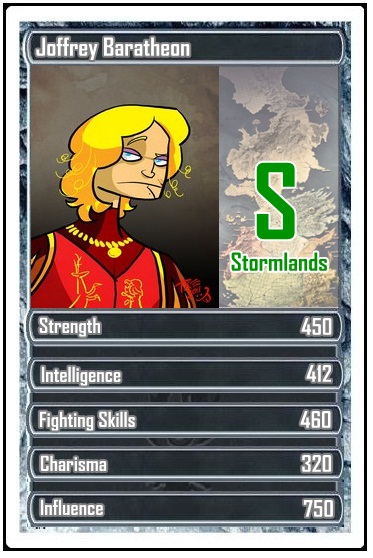 Joffrey Baratheon
S
Stormlands
Strength 450
Intelligence 412
Fighting Skills 460
Charisma 320
Influence 750